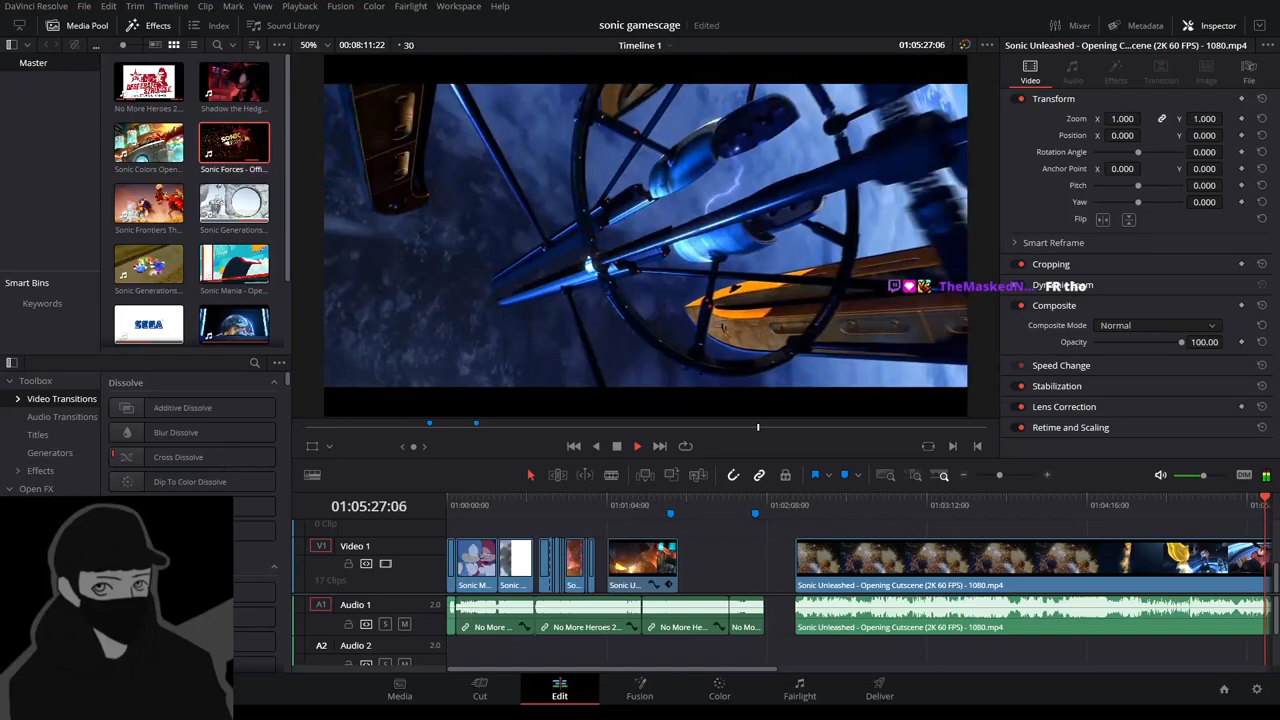 DaVinci Resolve File Edit Trim Timeline Clip Mark View Playback Fusion Color Fairlight Workspace Help
Media Pool Effects Index Sound Library sonic gamescage Edited Mixer Metadata Inspector
... 50% 00:08:11:22 30 Timeline 1 01:05:27:06 Sonic Unleashed - Opening C...cene (2K 60 FPS) - 1080.mp4
Master
Video Audio Effects Transition Image File
No More Heroes 2... Shadow the Hedg...
Sonic Colors Open... Sonic Forces - Offi...
Sonic Frontiers Th... Sonic Generations...
Sonic Generations... Sonic Mania - Ope...
SEGA
Smart Bins
Keywords
Transform
Zoom X 1.000 Y 1.000
Position X 0.000 Y 0.000
Rotation Angle 0.000
Anchor Point X 0.000 Y 0.000
Pitch 0.000
Yaw 0.000
Flip
Smart Reframe
Cropping
TheMaskedN... FR tho
Composite
Composite Mode Normal
Opacity 100.00
Speed Change
Stabilization
Lens Correction
Retime and Scaling
Toolbox
Video Transitions
Audio Transitions
Titles
Generators
Effects
Open FX
Dissolve
Additive Dissolve
Blur Dissolve
Cross Dissolve
Dip To Color Dissolve
DIM
01:05:27:06 01:00:00:00 01:01:04:00 01:02:08:00 01:03:12:00 01:04:16:00
0 Clip
V1 Video 1
17 Clips
Sonic M... Sonic ... So... Sonic U... Sonic Unleashed - Opening Cutscene (2K 60 FPS) - 1080.mp4
A1 Audio 1 2.0
S M
No More ... No More Heroes 2... No More He... No Mo... Sonic Unleashed - Opening Cutscene (2K 60 FPS) - 1080.mp4
A2 Audio 2 2.0
Media Cut Edit Fusion Color Fairlight Deliver